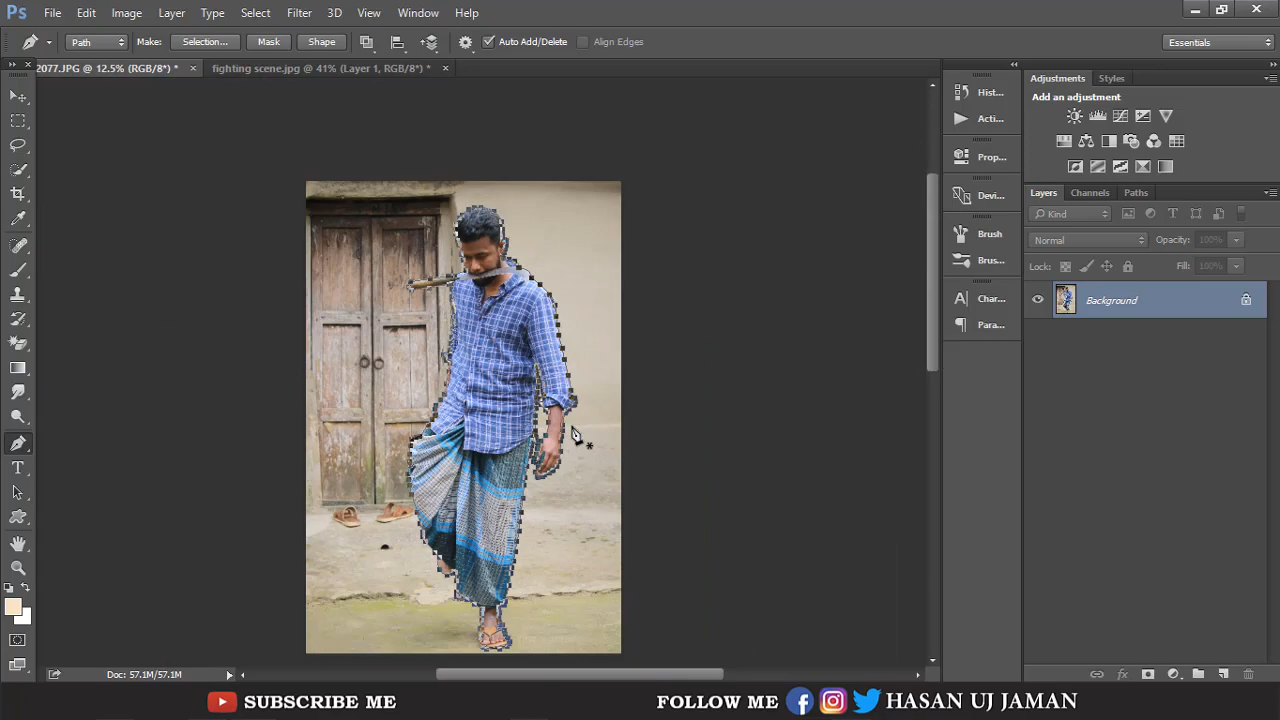 Ps File Edit Image Layer Type Select Filter 3D View Window Help
Path Make: Selection... Mask Shape Auto Add/Delete Align Edges Essentials
2077.JPG @ 12.5% (RGB/8*) * × fighting scene.jpg @ 41% (Layer 1, RGB/8*) * ×
Hist...
Acti...
Prop...
Devi...
Brush
Brus...
Char...
Para...
Adjustments Styles
Add an adjustment
Layers Channels Paths
Kind
Normal Opacity: 100%
Lock: Fill: 100%
Background
Doc: 57.1M/57.1M
SUBSCRIBE ME FOLLOW ME HASAN UJ JAMAN